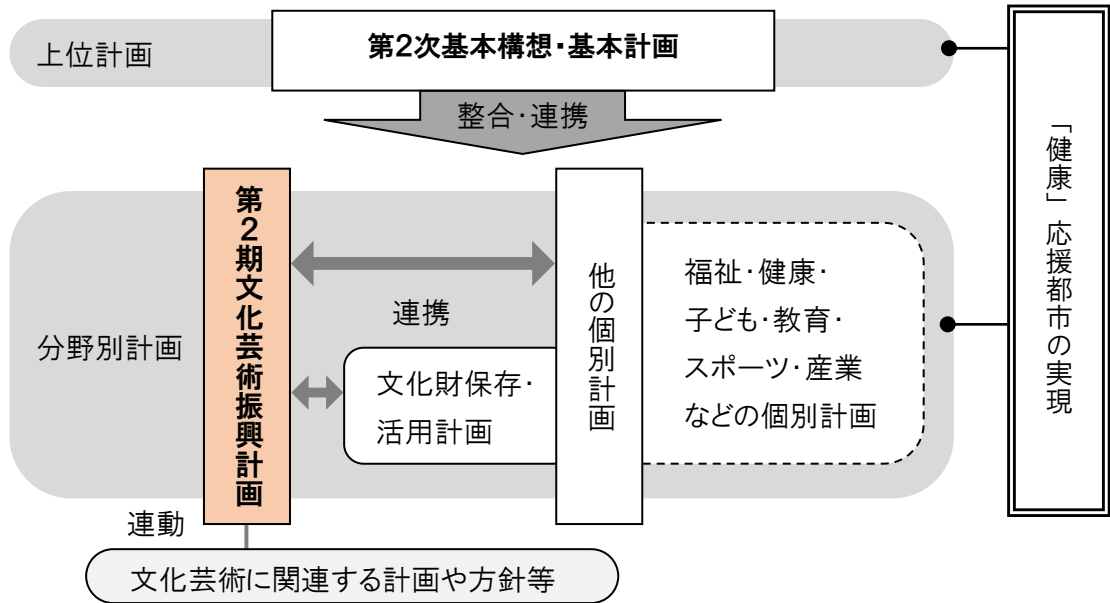 上位計画
第2次基本構想・基本計画
整合・連携
分野別計画
第2期文化芸術振興計画
連携
文化財保存・
活用計画
他の個別計画
福祉・健康・
子ども・教育・
スポーツ・産業
などの個別計画
「健康」応援都市の実現
連動
文化芸術に関連する計画や方針等